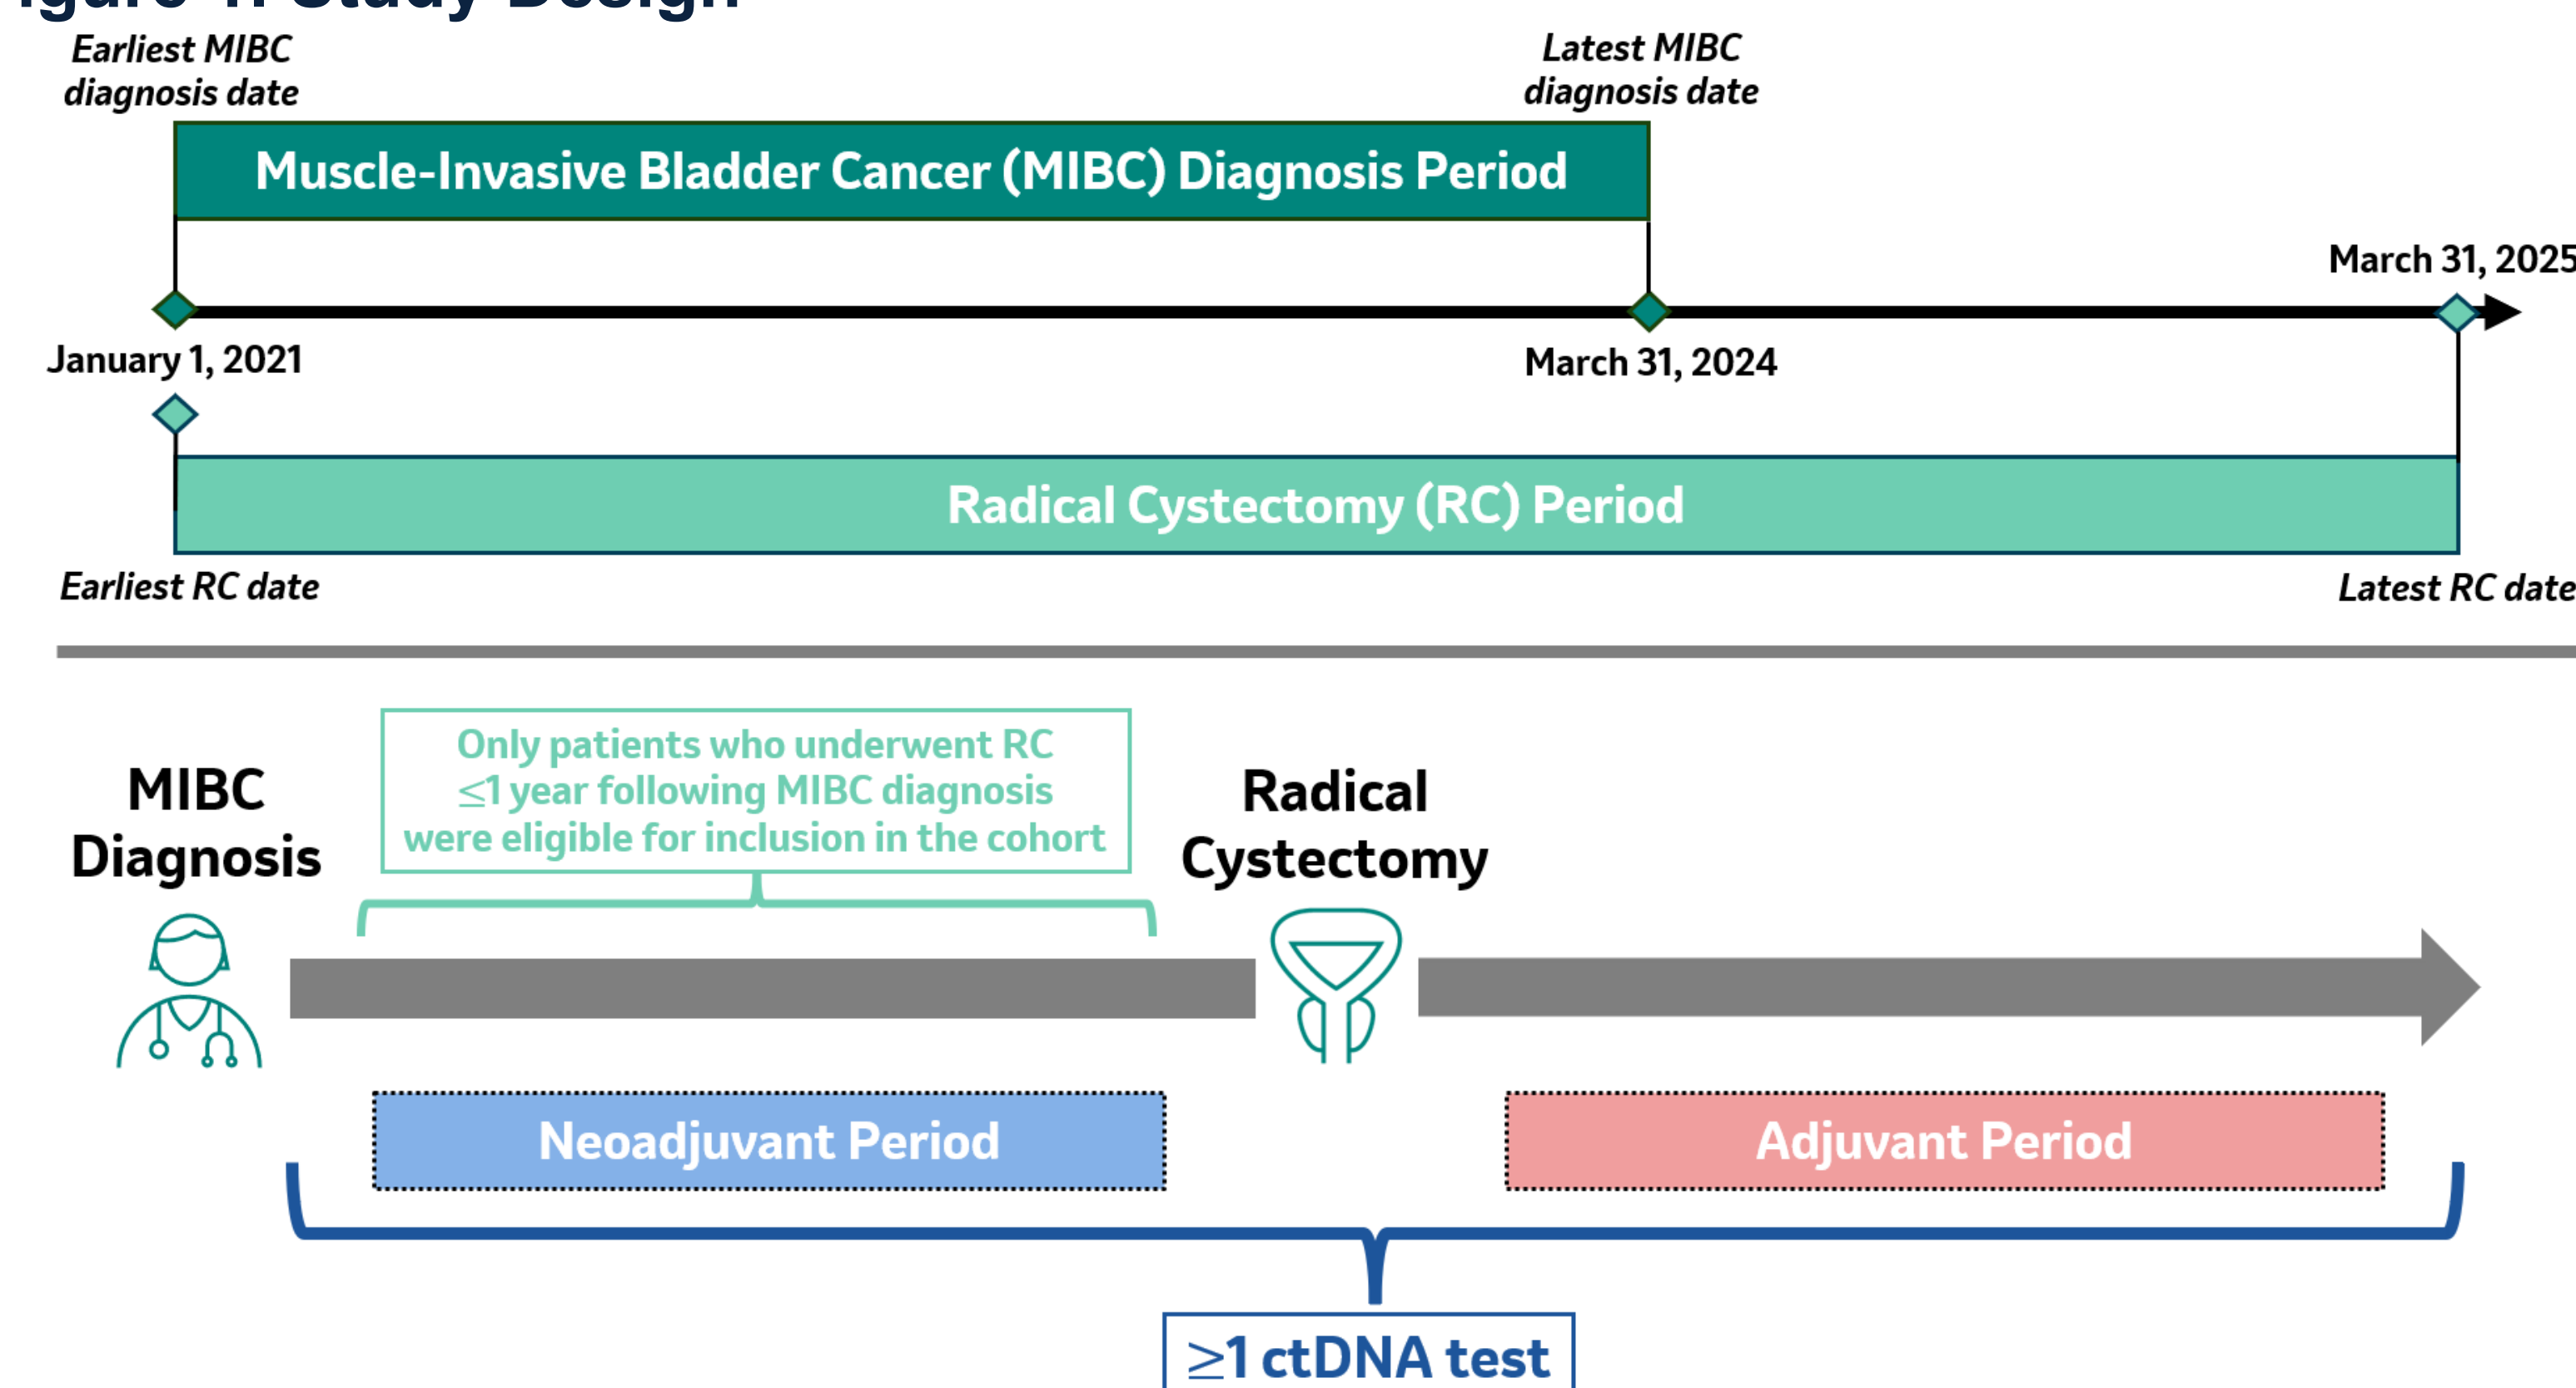 Study Design
Earliest MIBC
diagnosis date
Latest MIBC
diagnosis date
Muscle-Invasive Bladder Cancer (MIBC) Diagnosis Period
March 31, 2025
January 1, 2021
March 31, 2024
Radical Cystectomy (RC) Period
Earliest RC date
Latest RC date
Only patients who underwent RC
≤1 year following MIBC diagnosis
were eligible for inclusion in the cohort
MIBC
Diagnosis
Radical
Cystectomy
Neoadjuvant Period
Adjuvant Period
≥1 ctDNA test